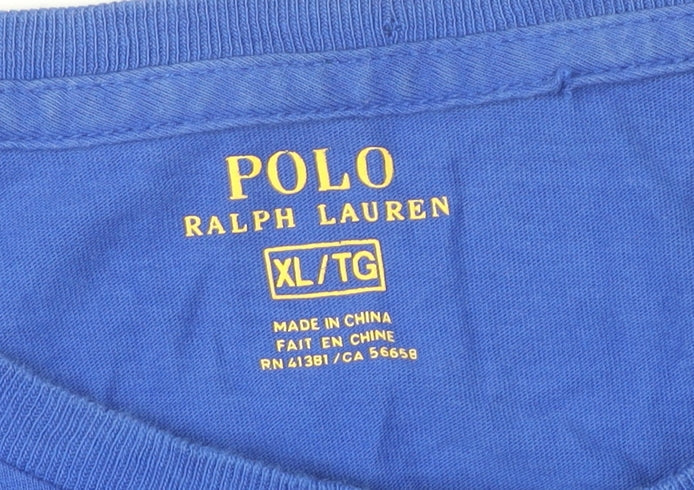 POLO
RALPH LAUREN
XL/TG
MADE IN CHINA
FAIT EN CHINE
RN 41381/CA 56658